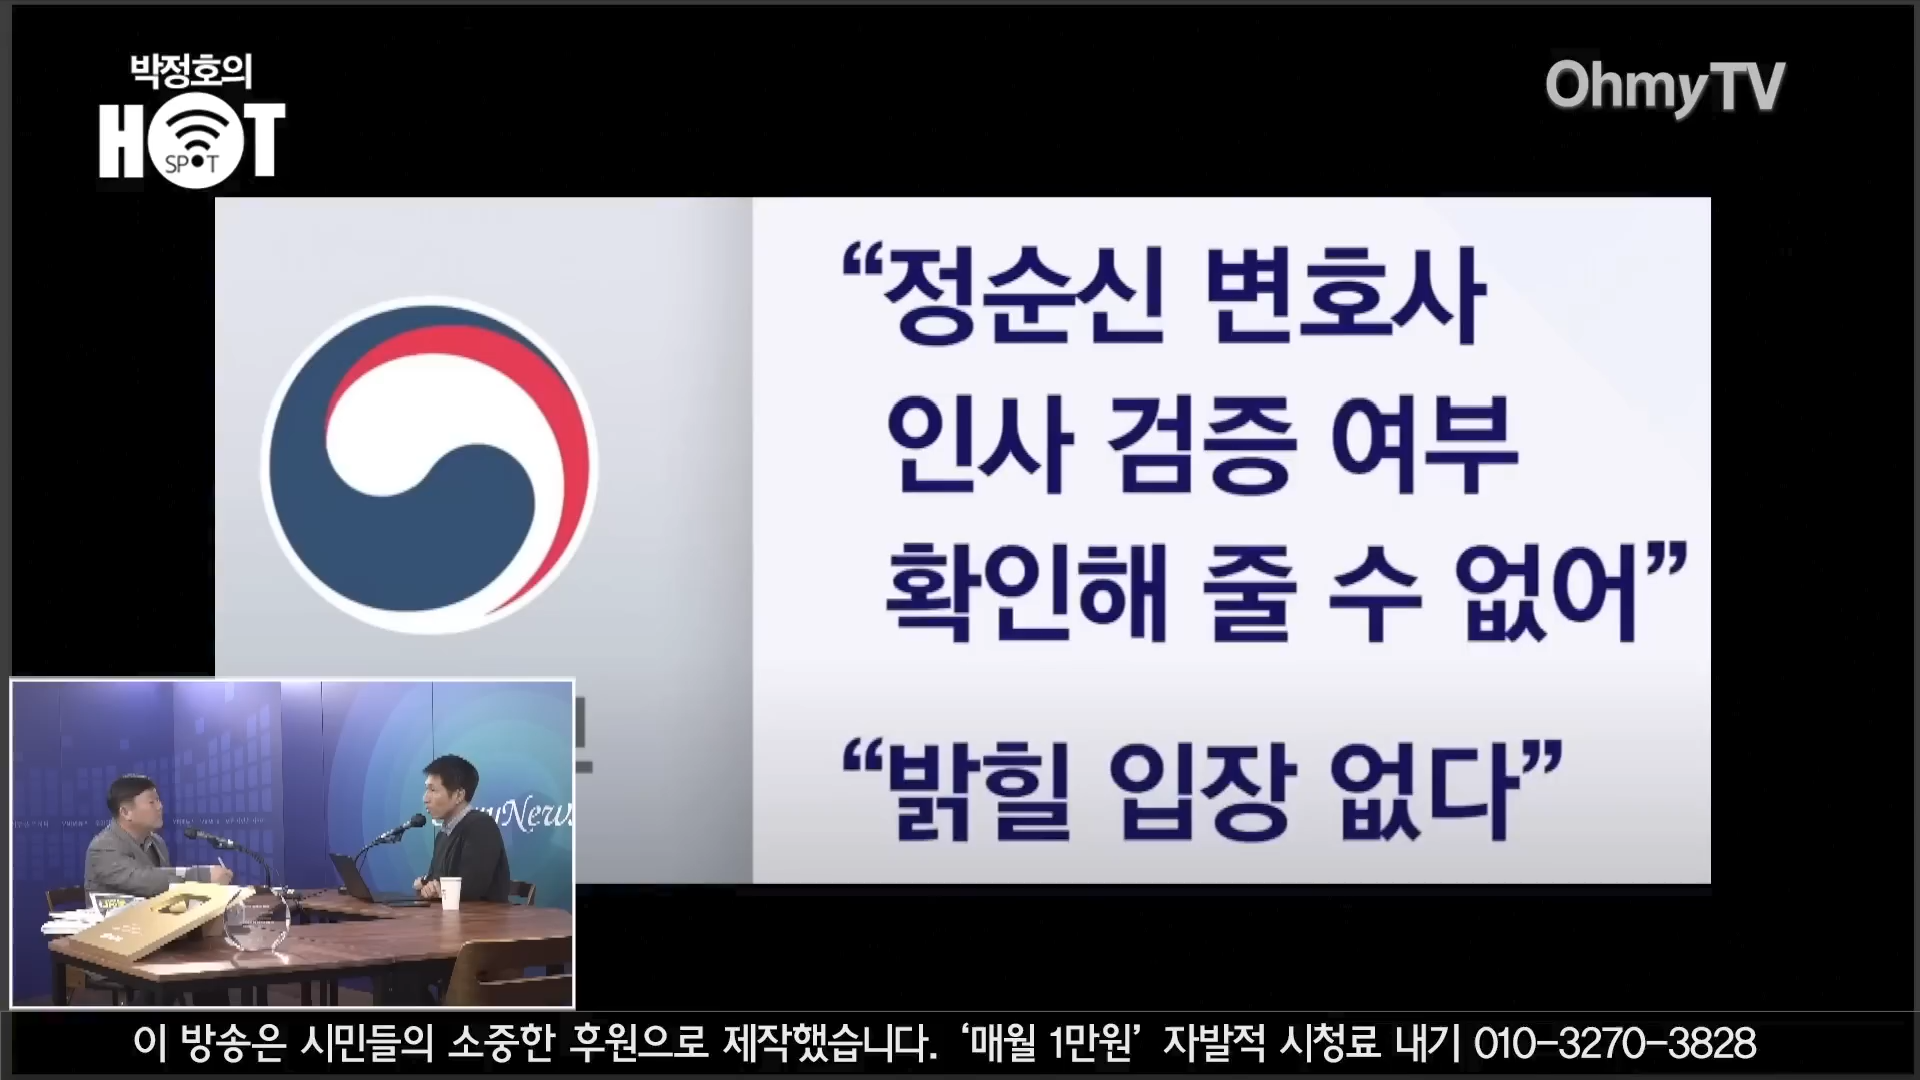 박정호의
HOT
SPOT
OhmyTV
“정순신 변호사
인사 검증 여부
확인해 줄 수 없어”
“밝힐 입장 없다”
이 방송은 시민들의 소중한 후원으로 제작했습니다. ‘매월 1만원’ 자발적 시청료 내기 010-3270-3828